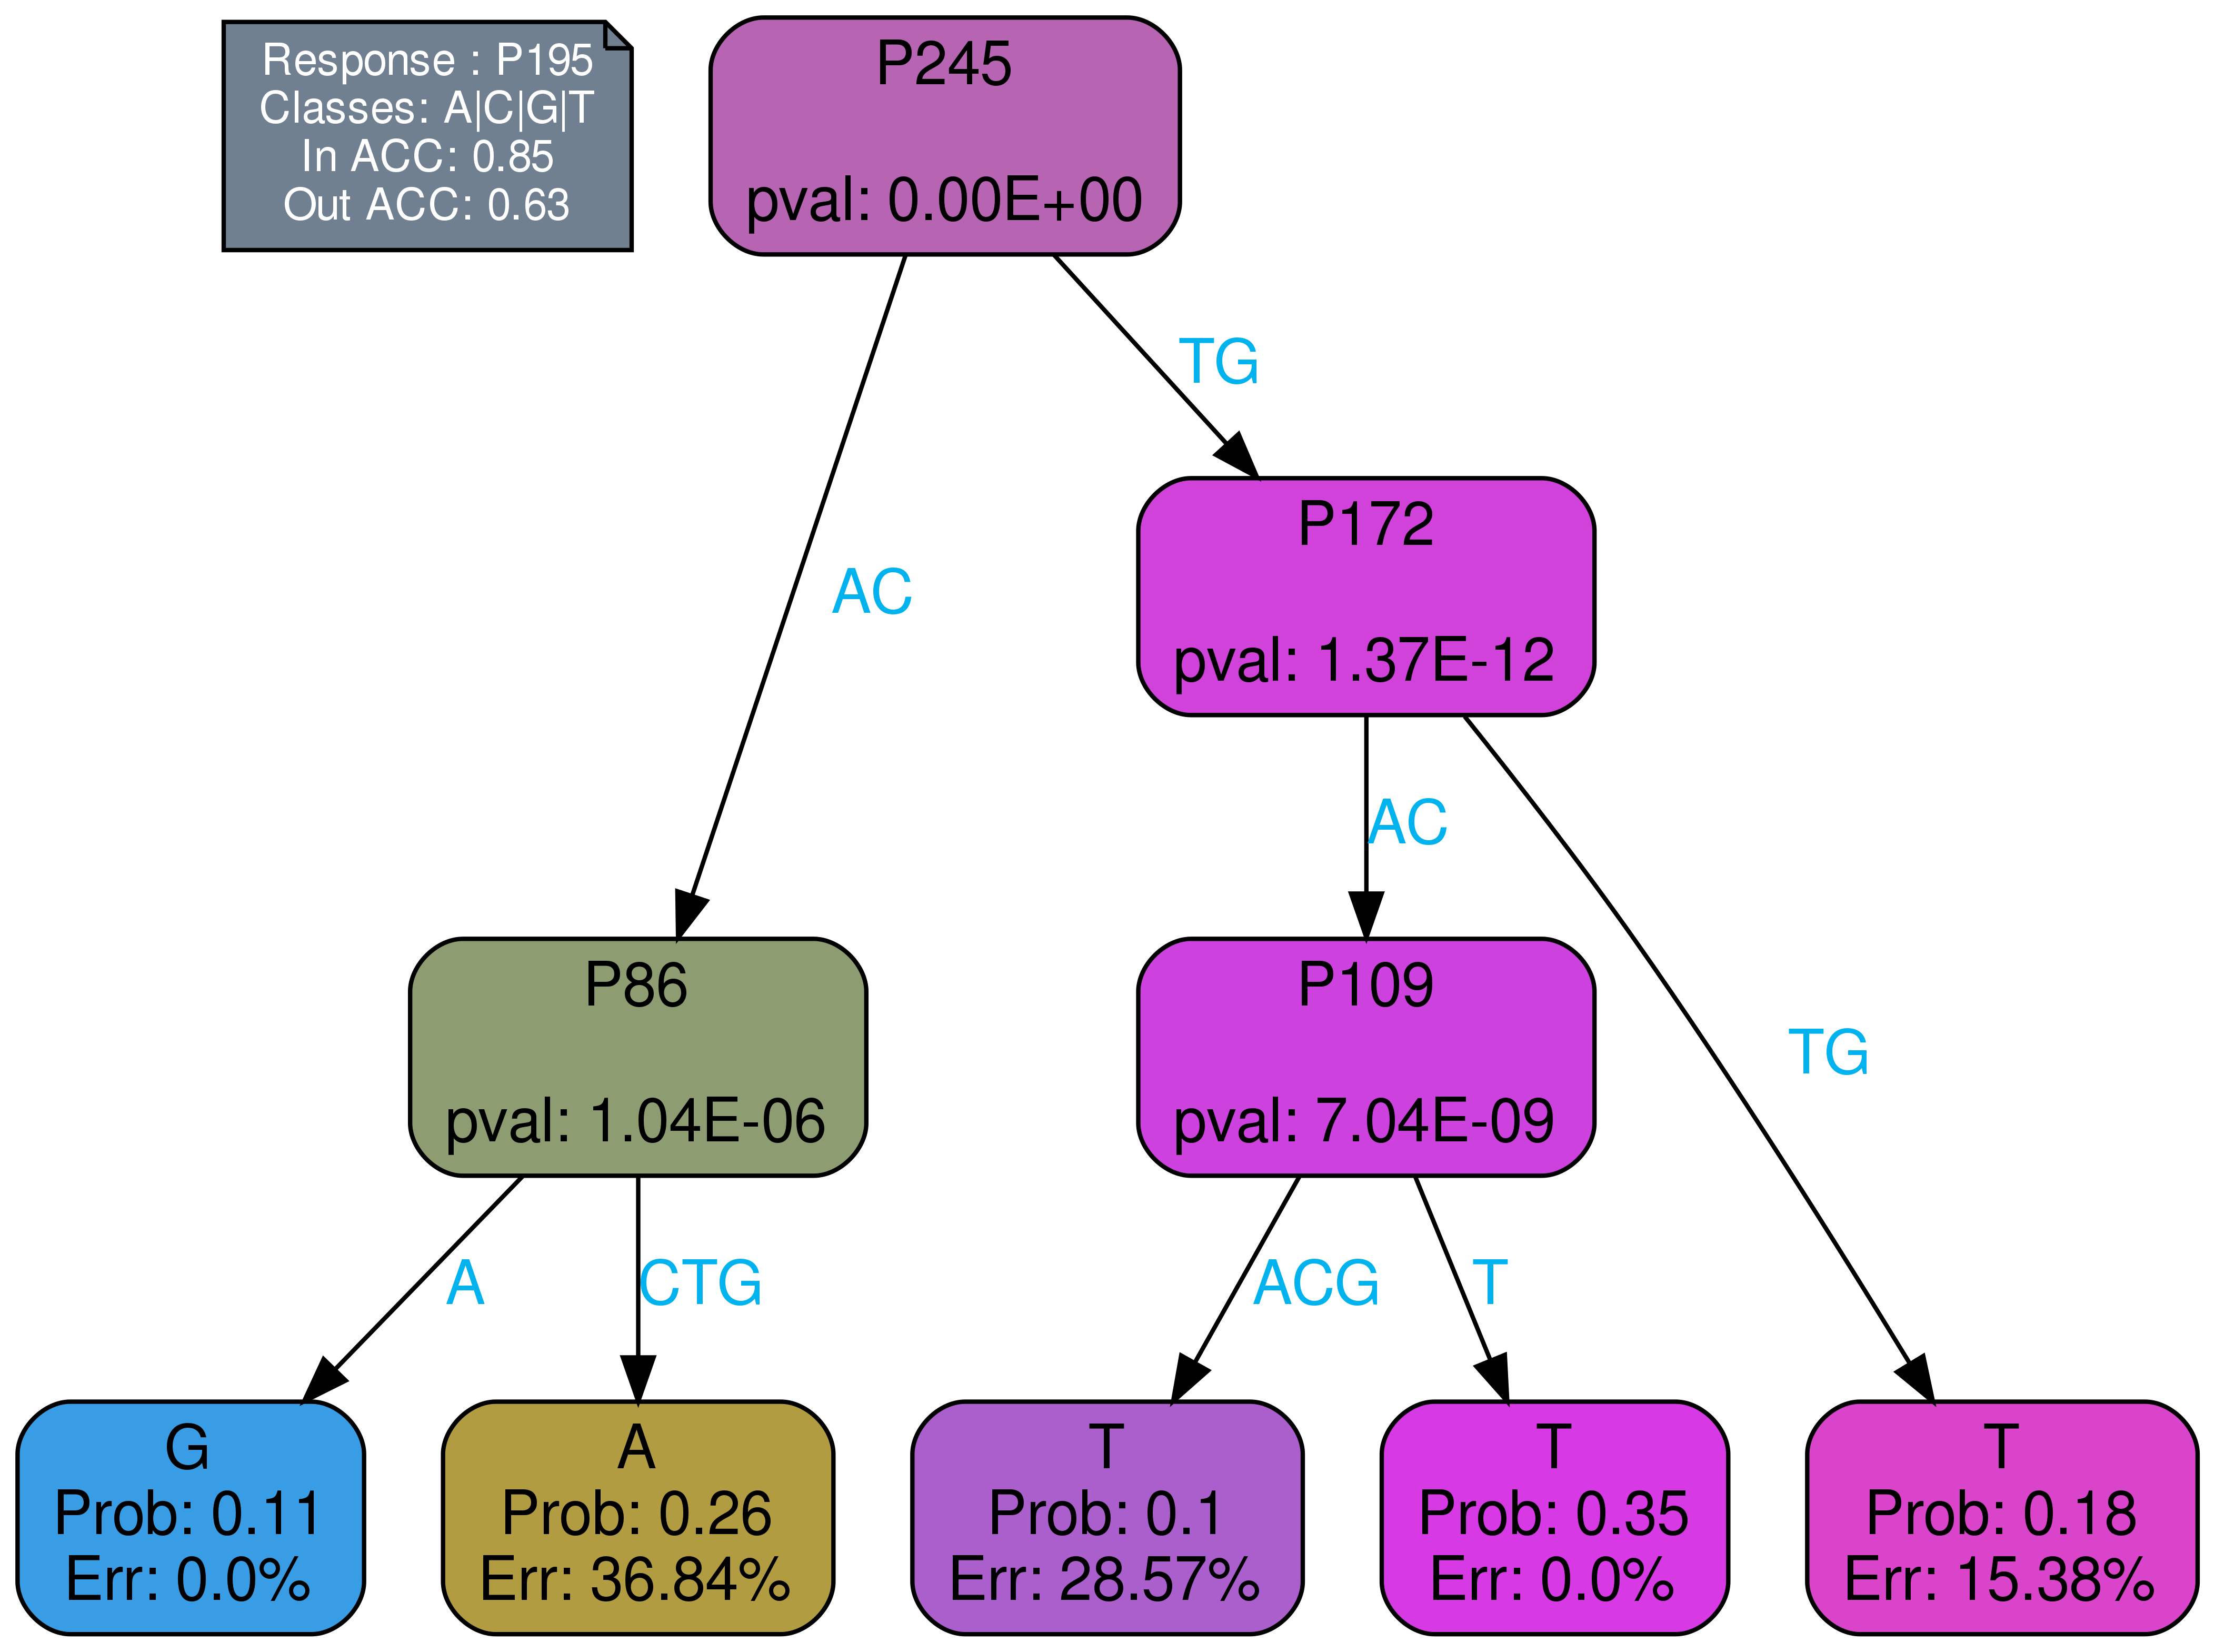 Response : P195
Classes: A|C|G|T
In ACC: 0.85
Out ACC: 0.63
P245
pval: 0.00E+00
TG
AC
P172
pval: 1.37E-12
AC
TG
P86
pval: 1.04E-06
P109
pval: 7.04E-09
A
CTG
ACG
T
G
Prob: 0.11
Err: 0.0%
A
Prob: 0.26
Err: 36.84%
T
Prob: 0.1
Err: 28.57%
T
Prob: 0.35
Err: 0.0%
T
Prob: 0.18
Err: 15.38%